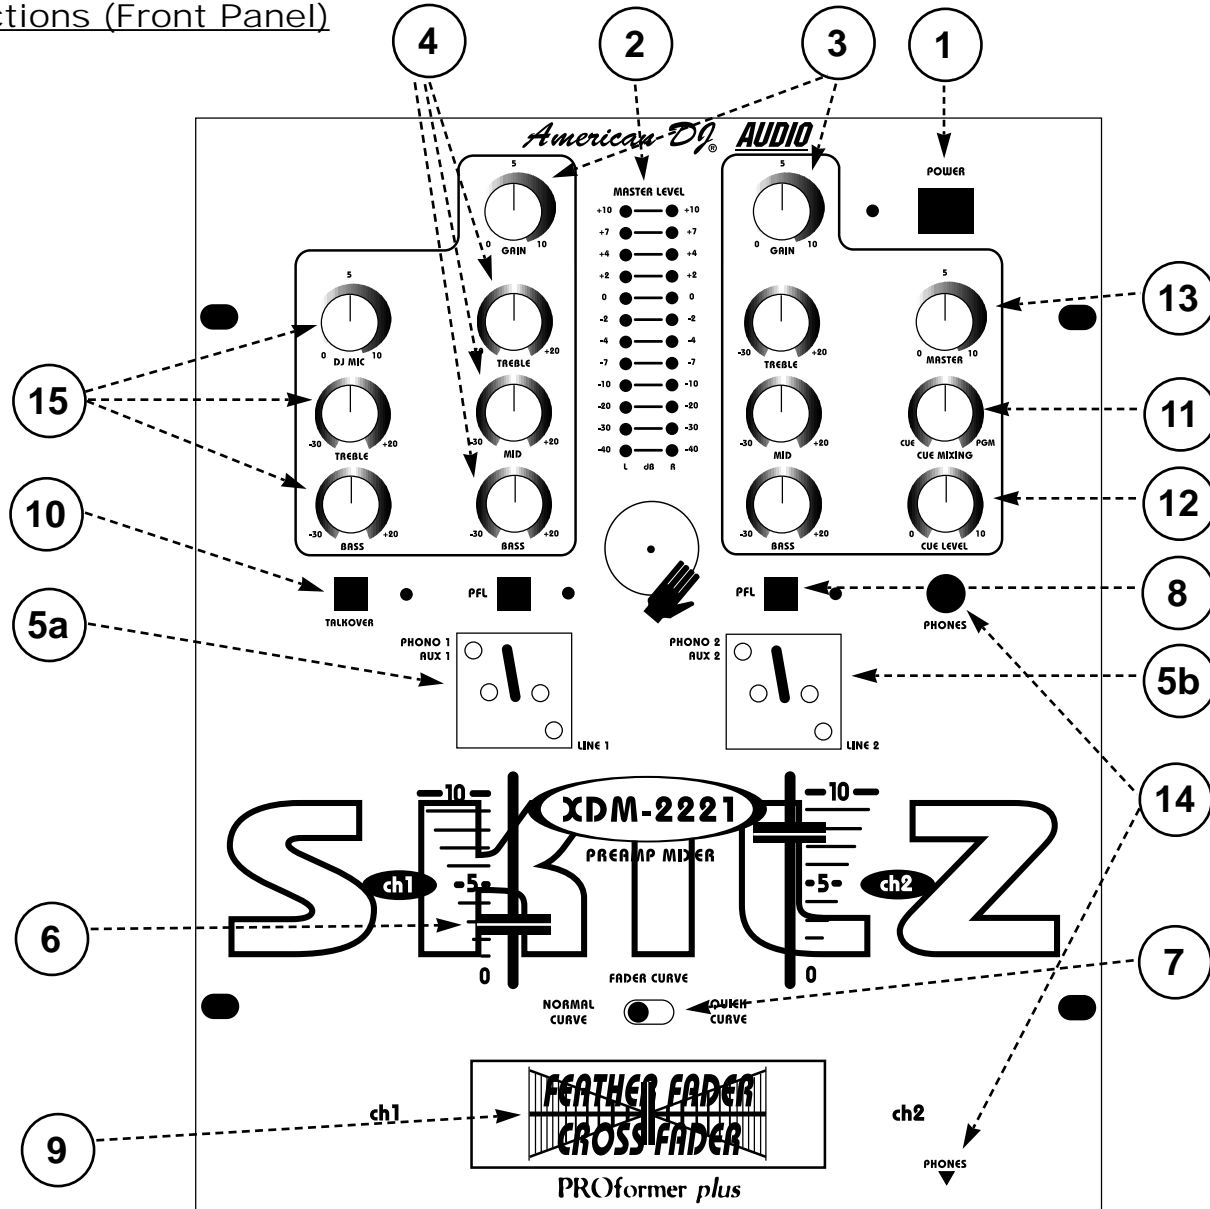 ctions (Front Panel)
4 2 3 1
American DJ® AUDIO
5 5
POWER
MASTER LEVEL
+10 +10
0 GAIN 10
+7 +7
0 GAIN 10
+4 +4
5 +2 +2 5
13
0 0
-2 -2
0 DJ MIC 10
+20
TREBLE
-4 -4
-30 TREBLE +20
0 MASTER 10
-7 -7
-10 -10
15
11
-20 -20
-30 TREBLE +20
-30 MID +20
-30 -30
-30 MID +20
CUE CUE MIXING PGM
-40 -40
L dB R
10
12
-30 BASS +20
-30 BASS +20
-30 BASS +20
0 CUE LEVEL 10
TALKOVER
PFL
PFL
PHONES
8
5a
PHONO 1
AUX 1
LINE 1
PHONO 2
AUX 2
LINE 2
5b
14
10 10
XDM-2221
PREAMP MIXER
SKRTCZ
ch1 5 5 ch2
6
0 0
FADER CURVE
NORMAL
CURVE
QUICK
CURVE
7
FEATHER FADER
ch1 ch2
CROSS FADER
9
PHONES
PROformer plus